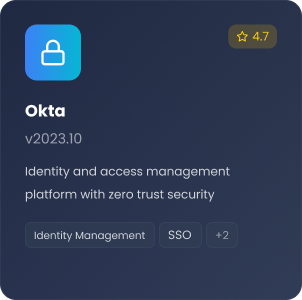 4.7
Okta
v2023.10
Identity and access management
platform with zero trust security
Identity Management SSO +2